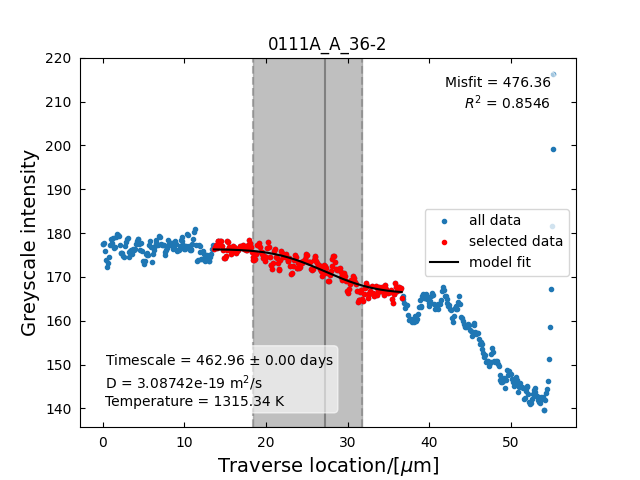 0111A_A_36-2
Misfit = 476.36
R² = 0.8546
220
210
200
190
180
170
160
150
140
Greyscale intensity
all data
selected data
model fit
Timescale = 462.96 ± 0.00 days
D = 3.08742e-19 m²/s
Temperature = 1315.34 K
0 10 20 30 40 50
Traverse location/[μm]